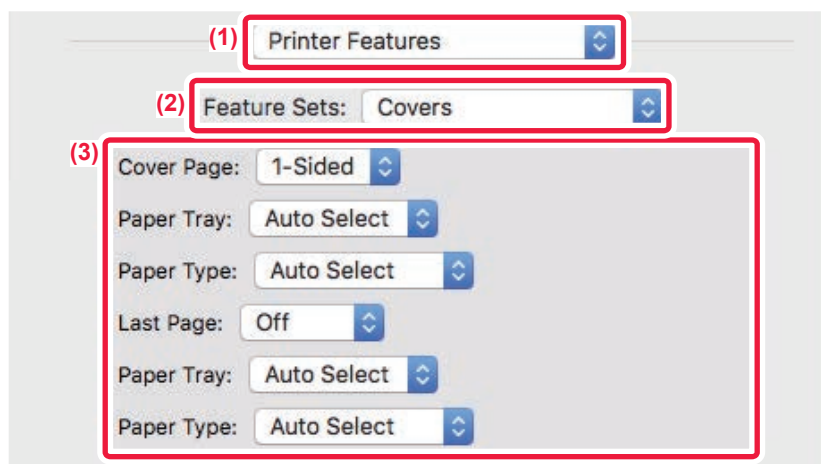 (1) Printer Features
(2) Feature Sets: Covers
(3)
Cover Page: 1-Sided
Paper Tray: Auto Select
Paper Type: Auto Select
Last Page: Off
Paper Tray: Auto Select
Paper Type: Auto Select